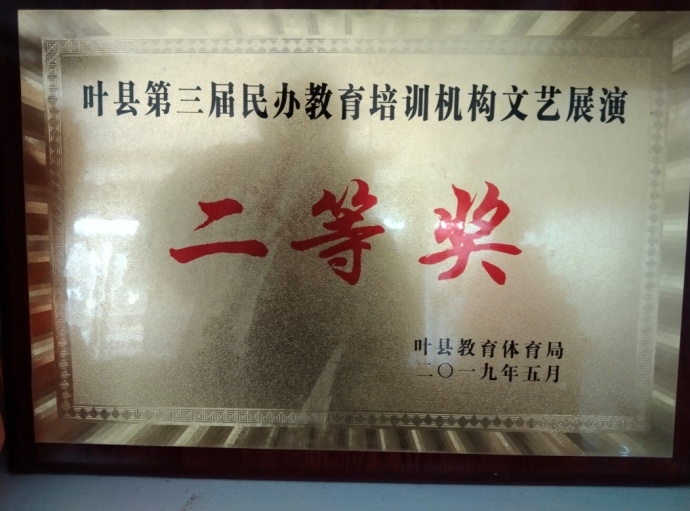 叶县第三届民办教育培训机构文艺展演
二等奖
叶县教育体育局
二〇一九年五月